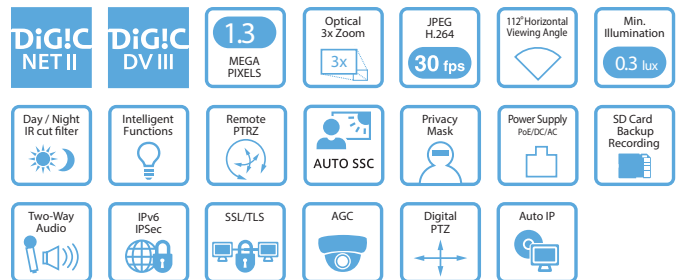 DiG!C
NET II
DiG!C
DV III
1.3
MEGA
PIXELS
Optical
3x Zoom
3x
JPEG
H.264
30 fps
112° Horizontal
Viewing Angle
Min.
Illumination
0.3 lux
Day / Night
IR cut filter
Intelligent
Functions
Remote
PTRZ
AUTO SSC
Privacy
Mask
Power Supply
PoE/DC/AC
SD Card
Backup
Recording
Two-Way
Audio
IPv6
IPSec
SSL/TLS
AGC
Digital
PTZ
Auto IP